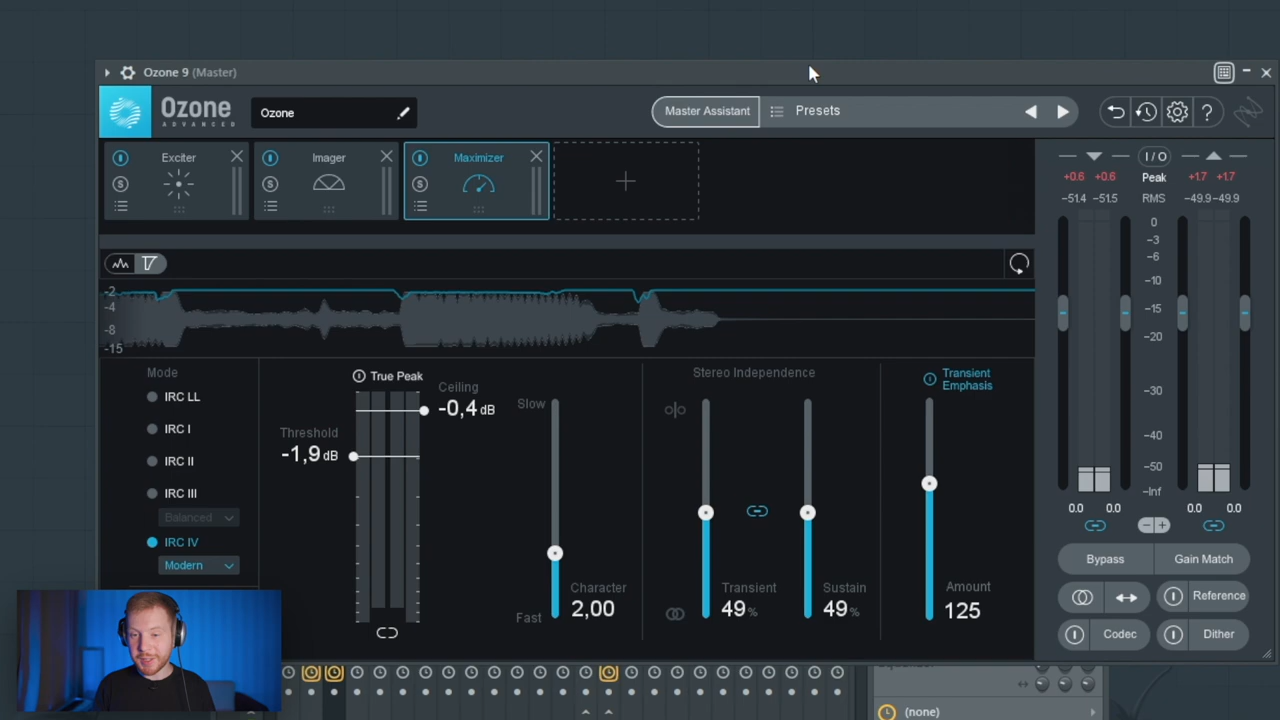 Ozone 9 (Master)
Ozone
ADVANCED
Ozone
Master Assistant
Presets
?
Exciter
Imager
Maximizer
S
S
S
+
I / O
Peak
RMS
+0.6 +0.6
+1.7 +1.7
-51.4 -51.5
-49.9 -49.9
0
-3
-6
-10
-15
-20
-30
-40
-50
-Inf
-2
-4
-8
-15
Mode
IRC LL
IRC I
IRC II
IRC III
Balanced
IRC IV
Modern
True Peak
Ceiling
-0,4 dB
Threshold
-1,9 dB
Slow
Fast
Character
2,00
Stereo Independence
Transient
49 %
Sustain
49 %
Transient
Emphasis
Amount
125
0.0 0.0
0.0 0.0
Bypass
Gain Match
Reference
Codec
Dither
(none)